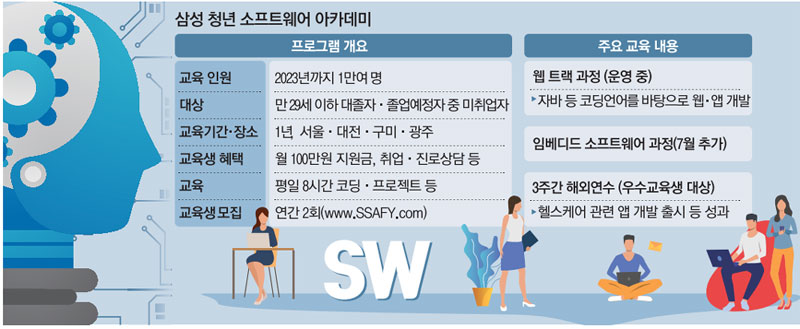 삼성 청년 소프트웨어 아카데미
프로그램 개요
교육 인원 2023년까지 1만여 명
대상 만 29세 이하 대졸자·졸업예정자 중 미취업자
교육기간·장소 1년 서울·대전·구미·광주
교육생 혜택 월 100만원 지원금, 취업·진로상담 등
교육 평일 8시간 코딩·프로젝트 등
교육생 모집 연간 2회(www.SSAFY.com)
주요 교육 내용
웹 트랙 과정 (운영 중)
▶자바 등 코딩언어를 바탕으로 웹·앱 개발
임베디드 소프트웨어 과정(7월 추가)
3주간 해외연수 (우수교육생 대상)
▶헬스케어 관련 앱 개발 출시 등 성과
SW